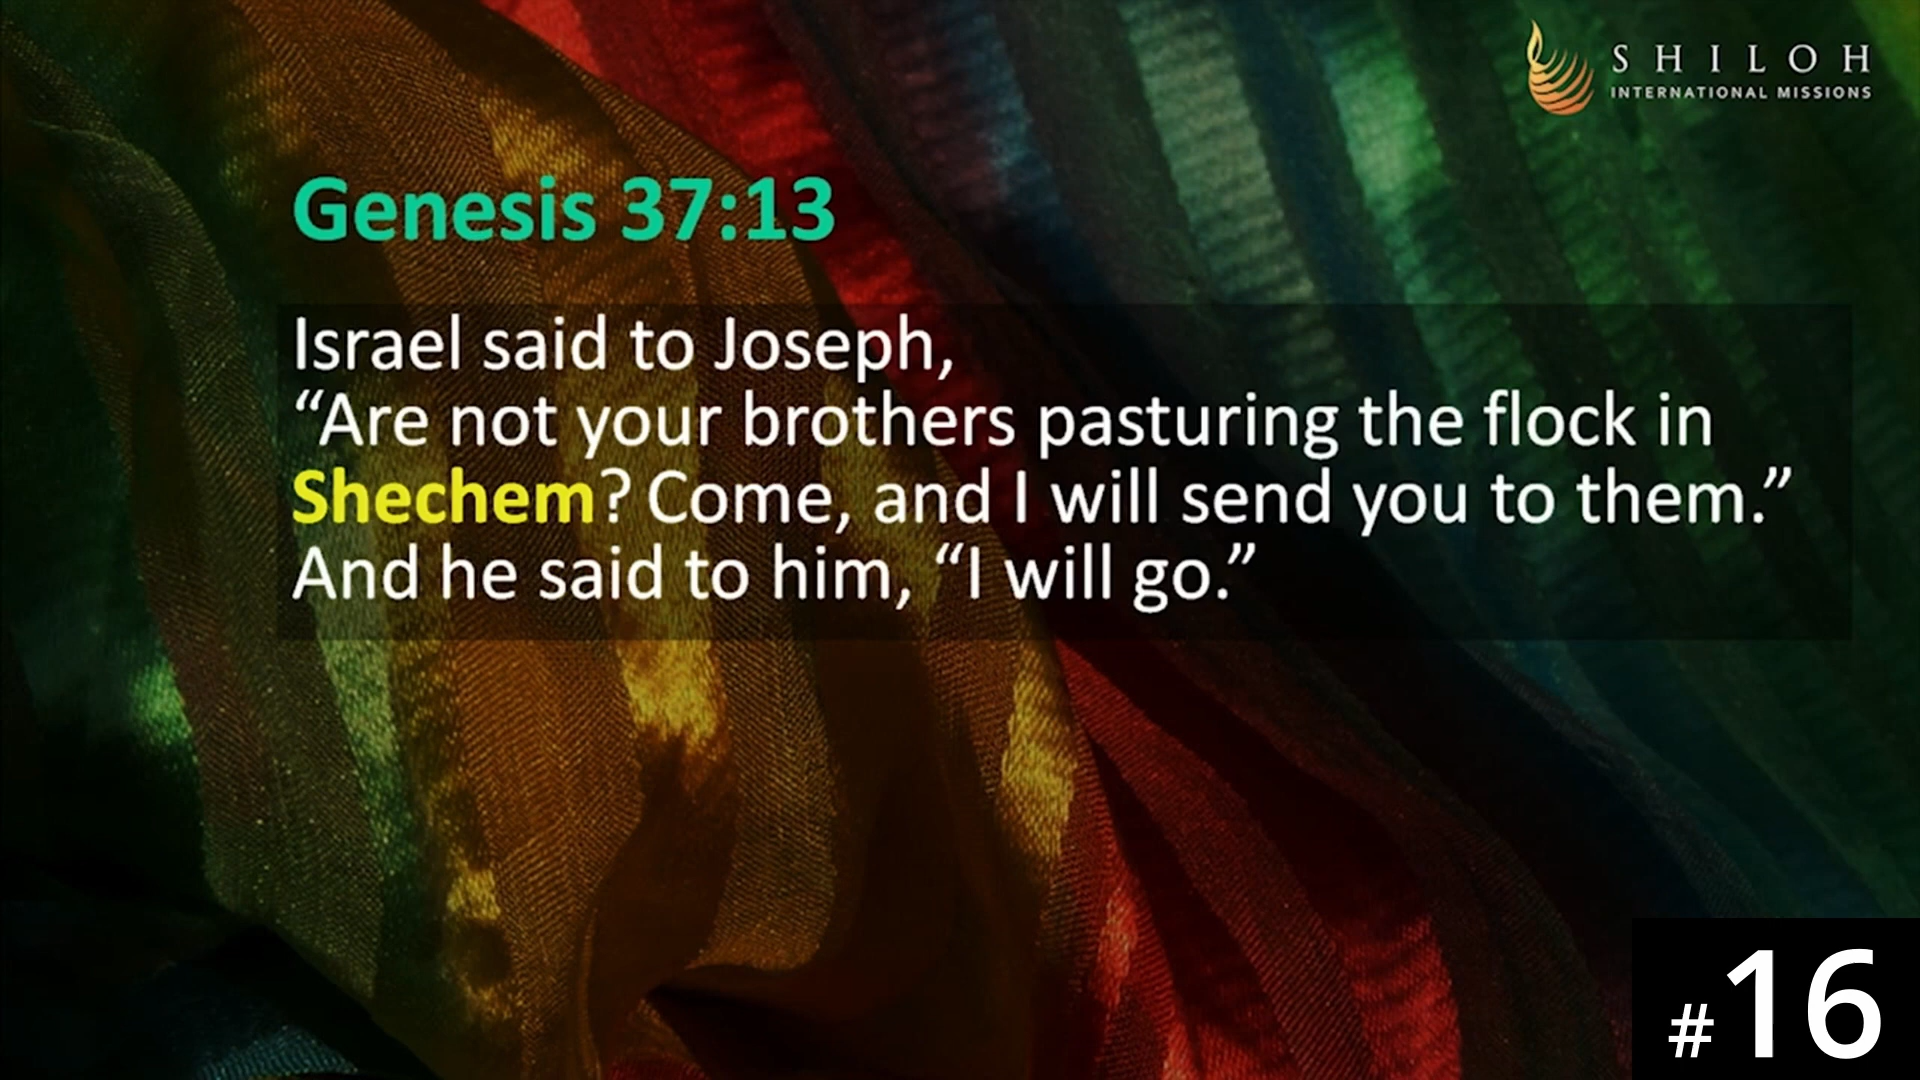 SHILOH
INTERNATIONAL MISSIONS
Genesis 37:13
Israel said to Joseph,
“Are not your brothers pasturing the flock in
Shechem? Come, and I will send you to them.”
And he said to him, “I will go.”
#16